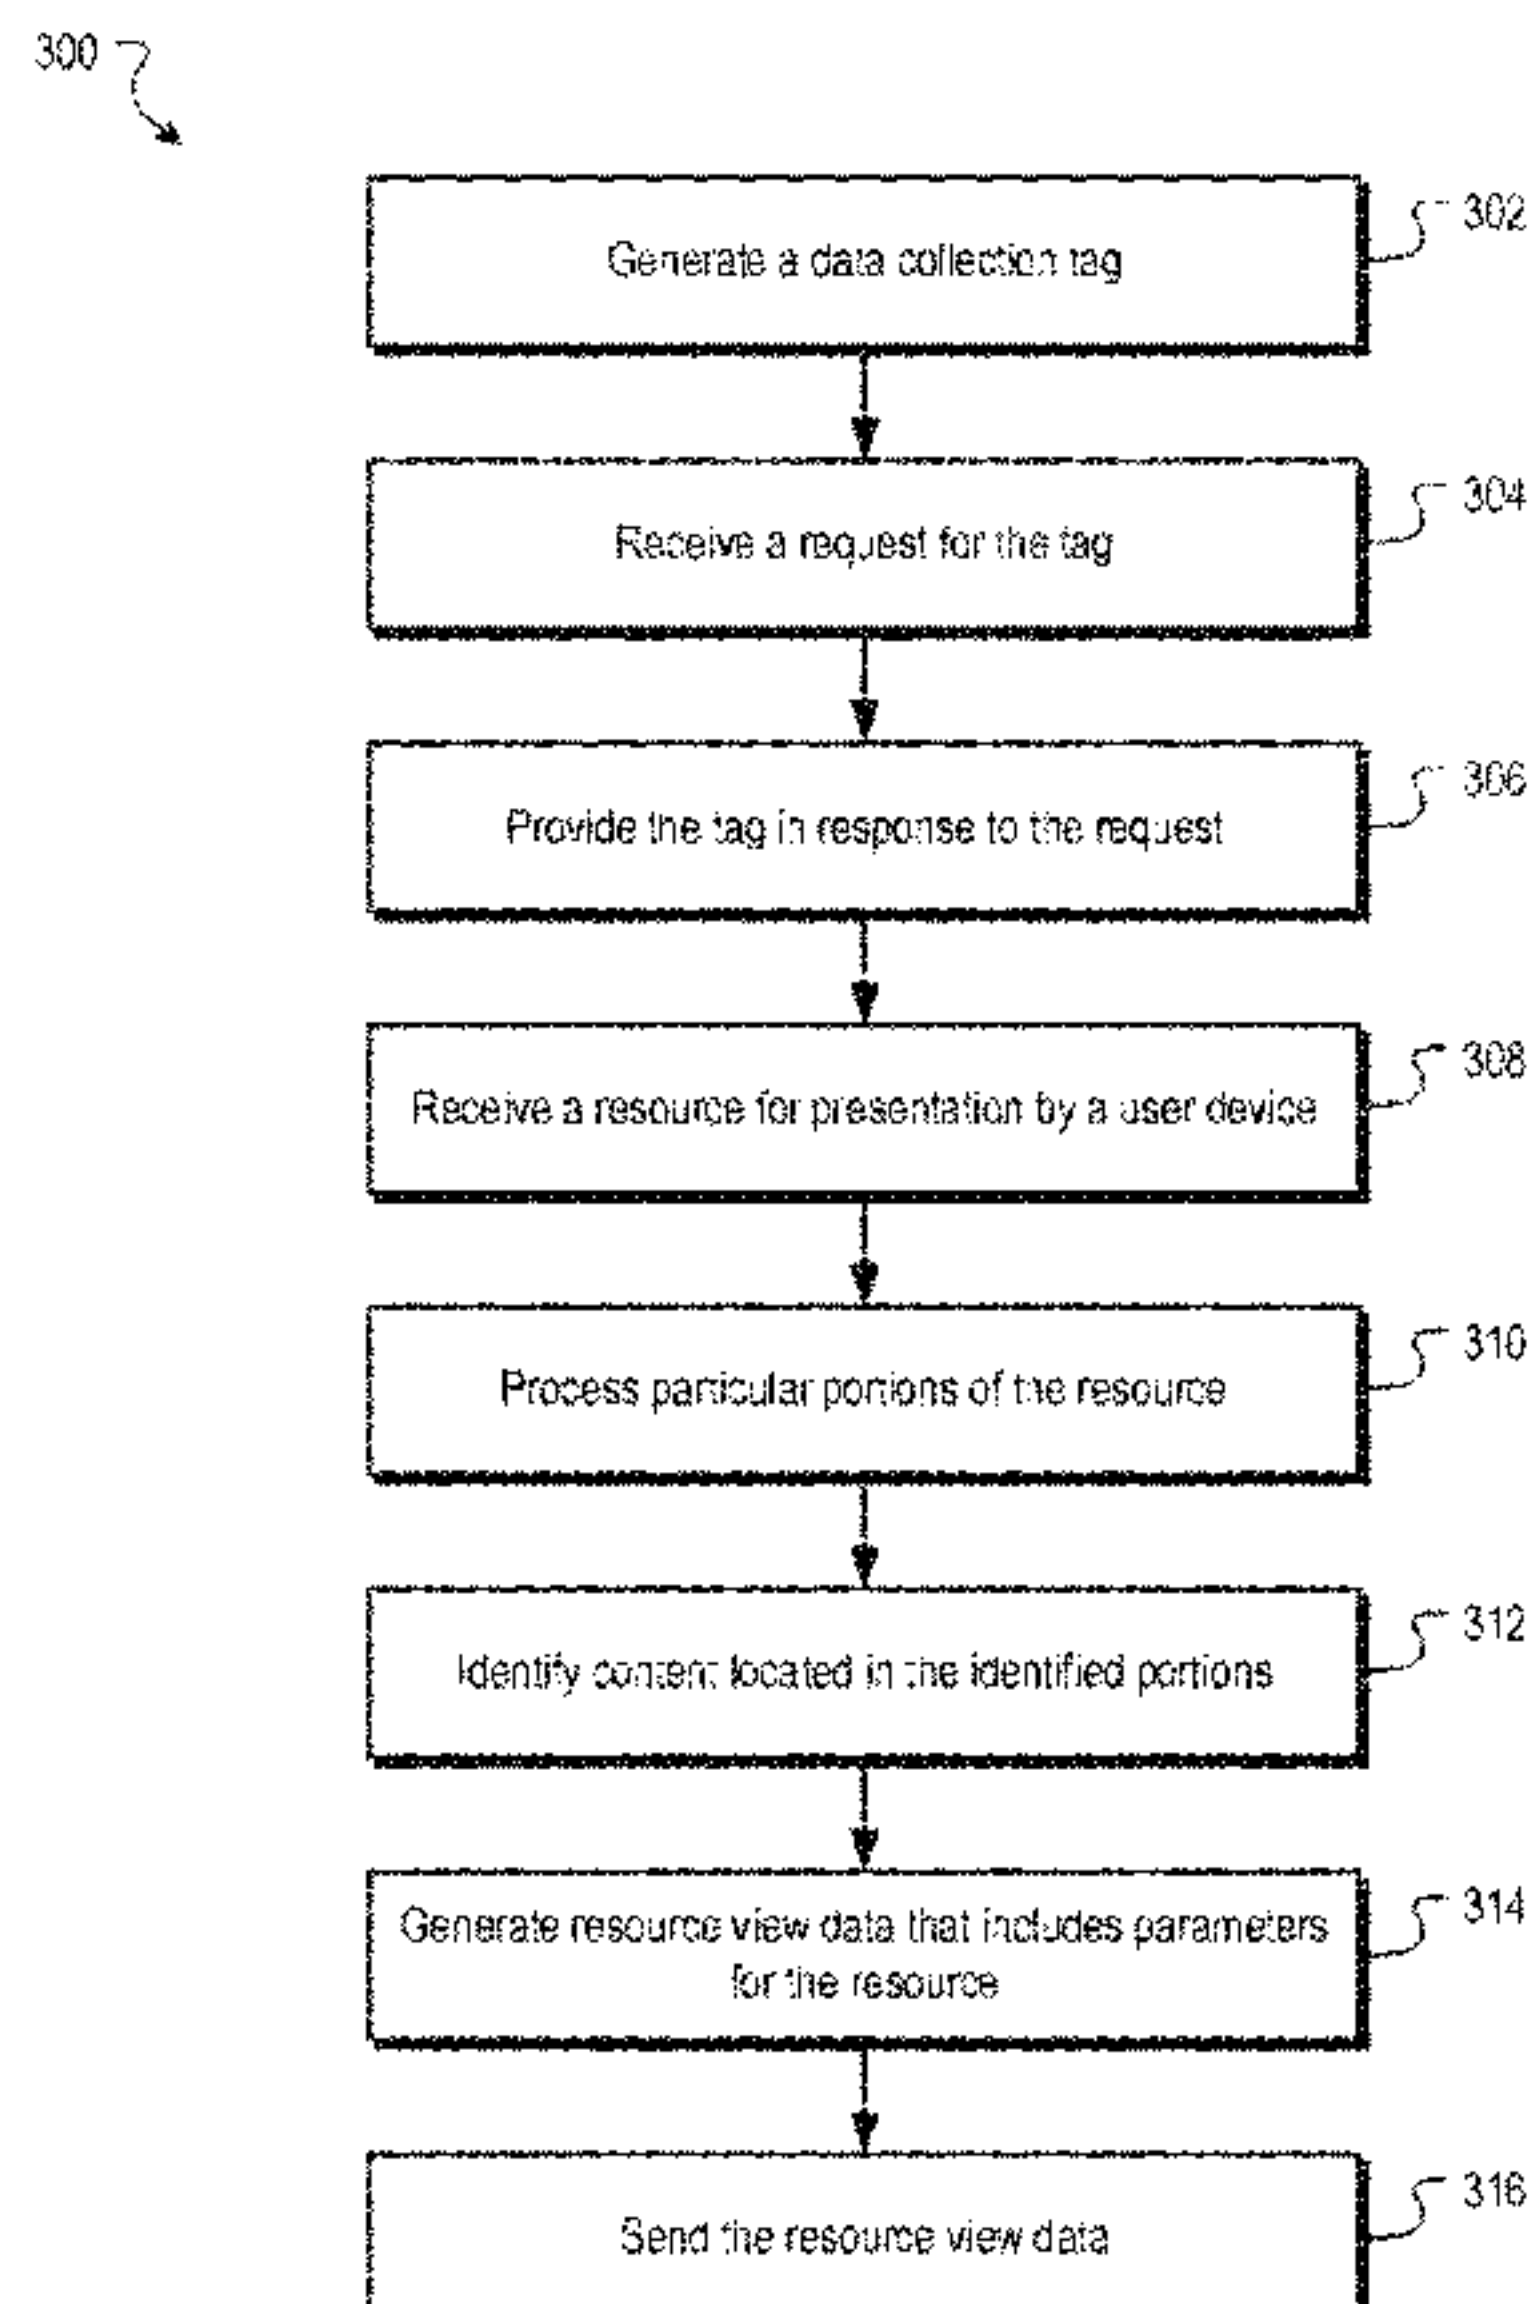 300
Generate a data collection tag
302
Receive a request for the tag
304
Provide the tag in response to the request
306
Receive a resource for presentation by a user device
308
Process particular portions of the resource
310
Identify content located in the identified portions
312
Generate resource view data that includes parameters
for the resource
314
Send the resource view data
316